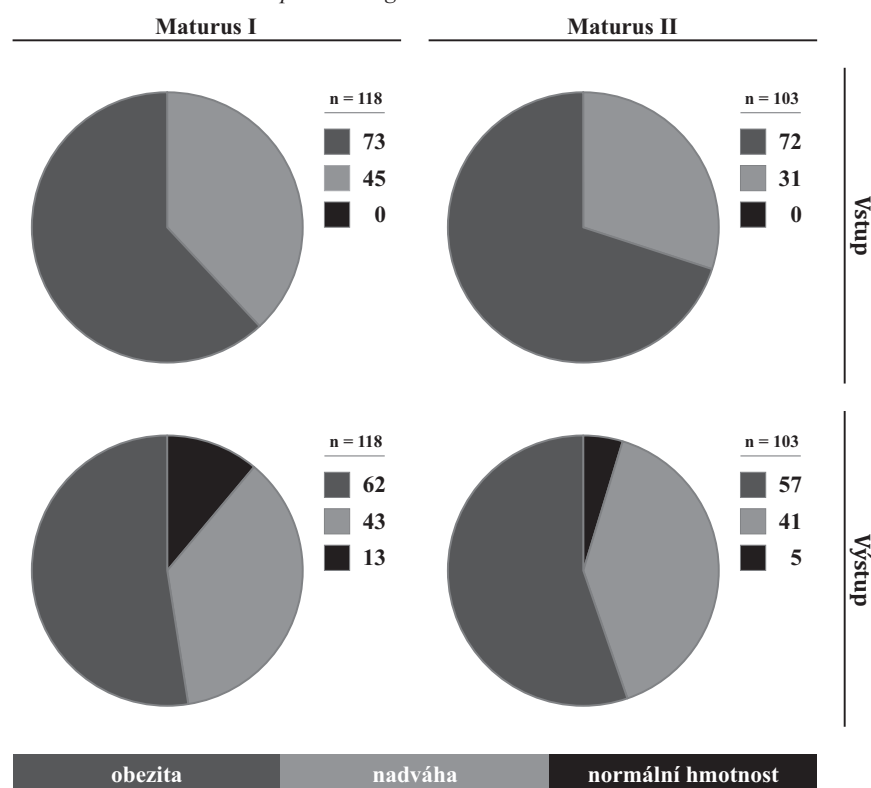 Maturus I
Maturus II
n = 118
73
45
0
n = 103
72
31
0
Vstup
n = 118
62
43
13
n = 103
57
41
5
Výstup
obezita
nadváha
normální hmotnost